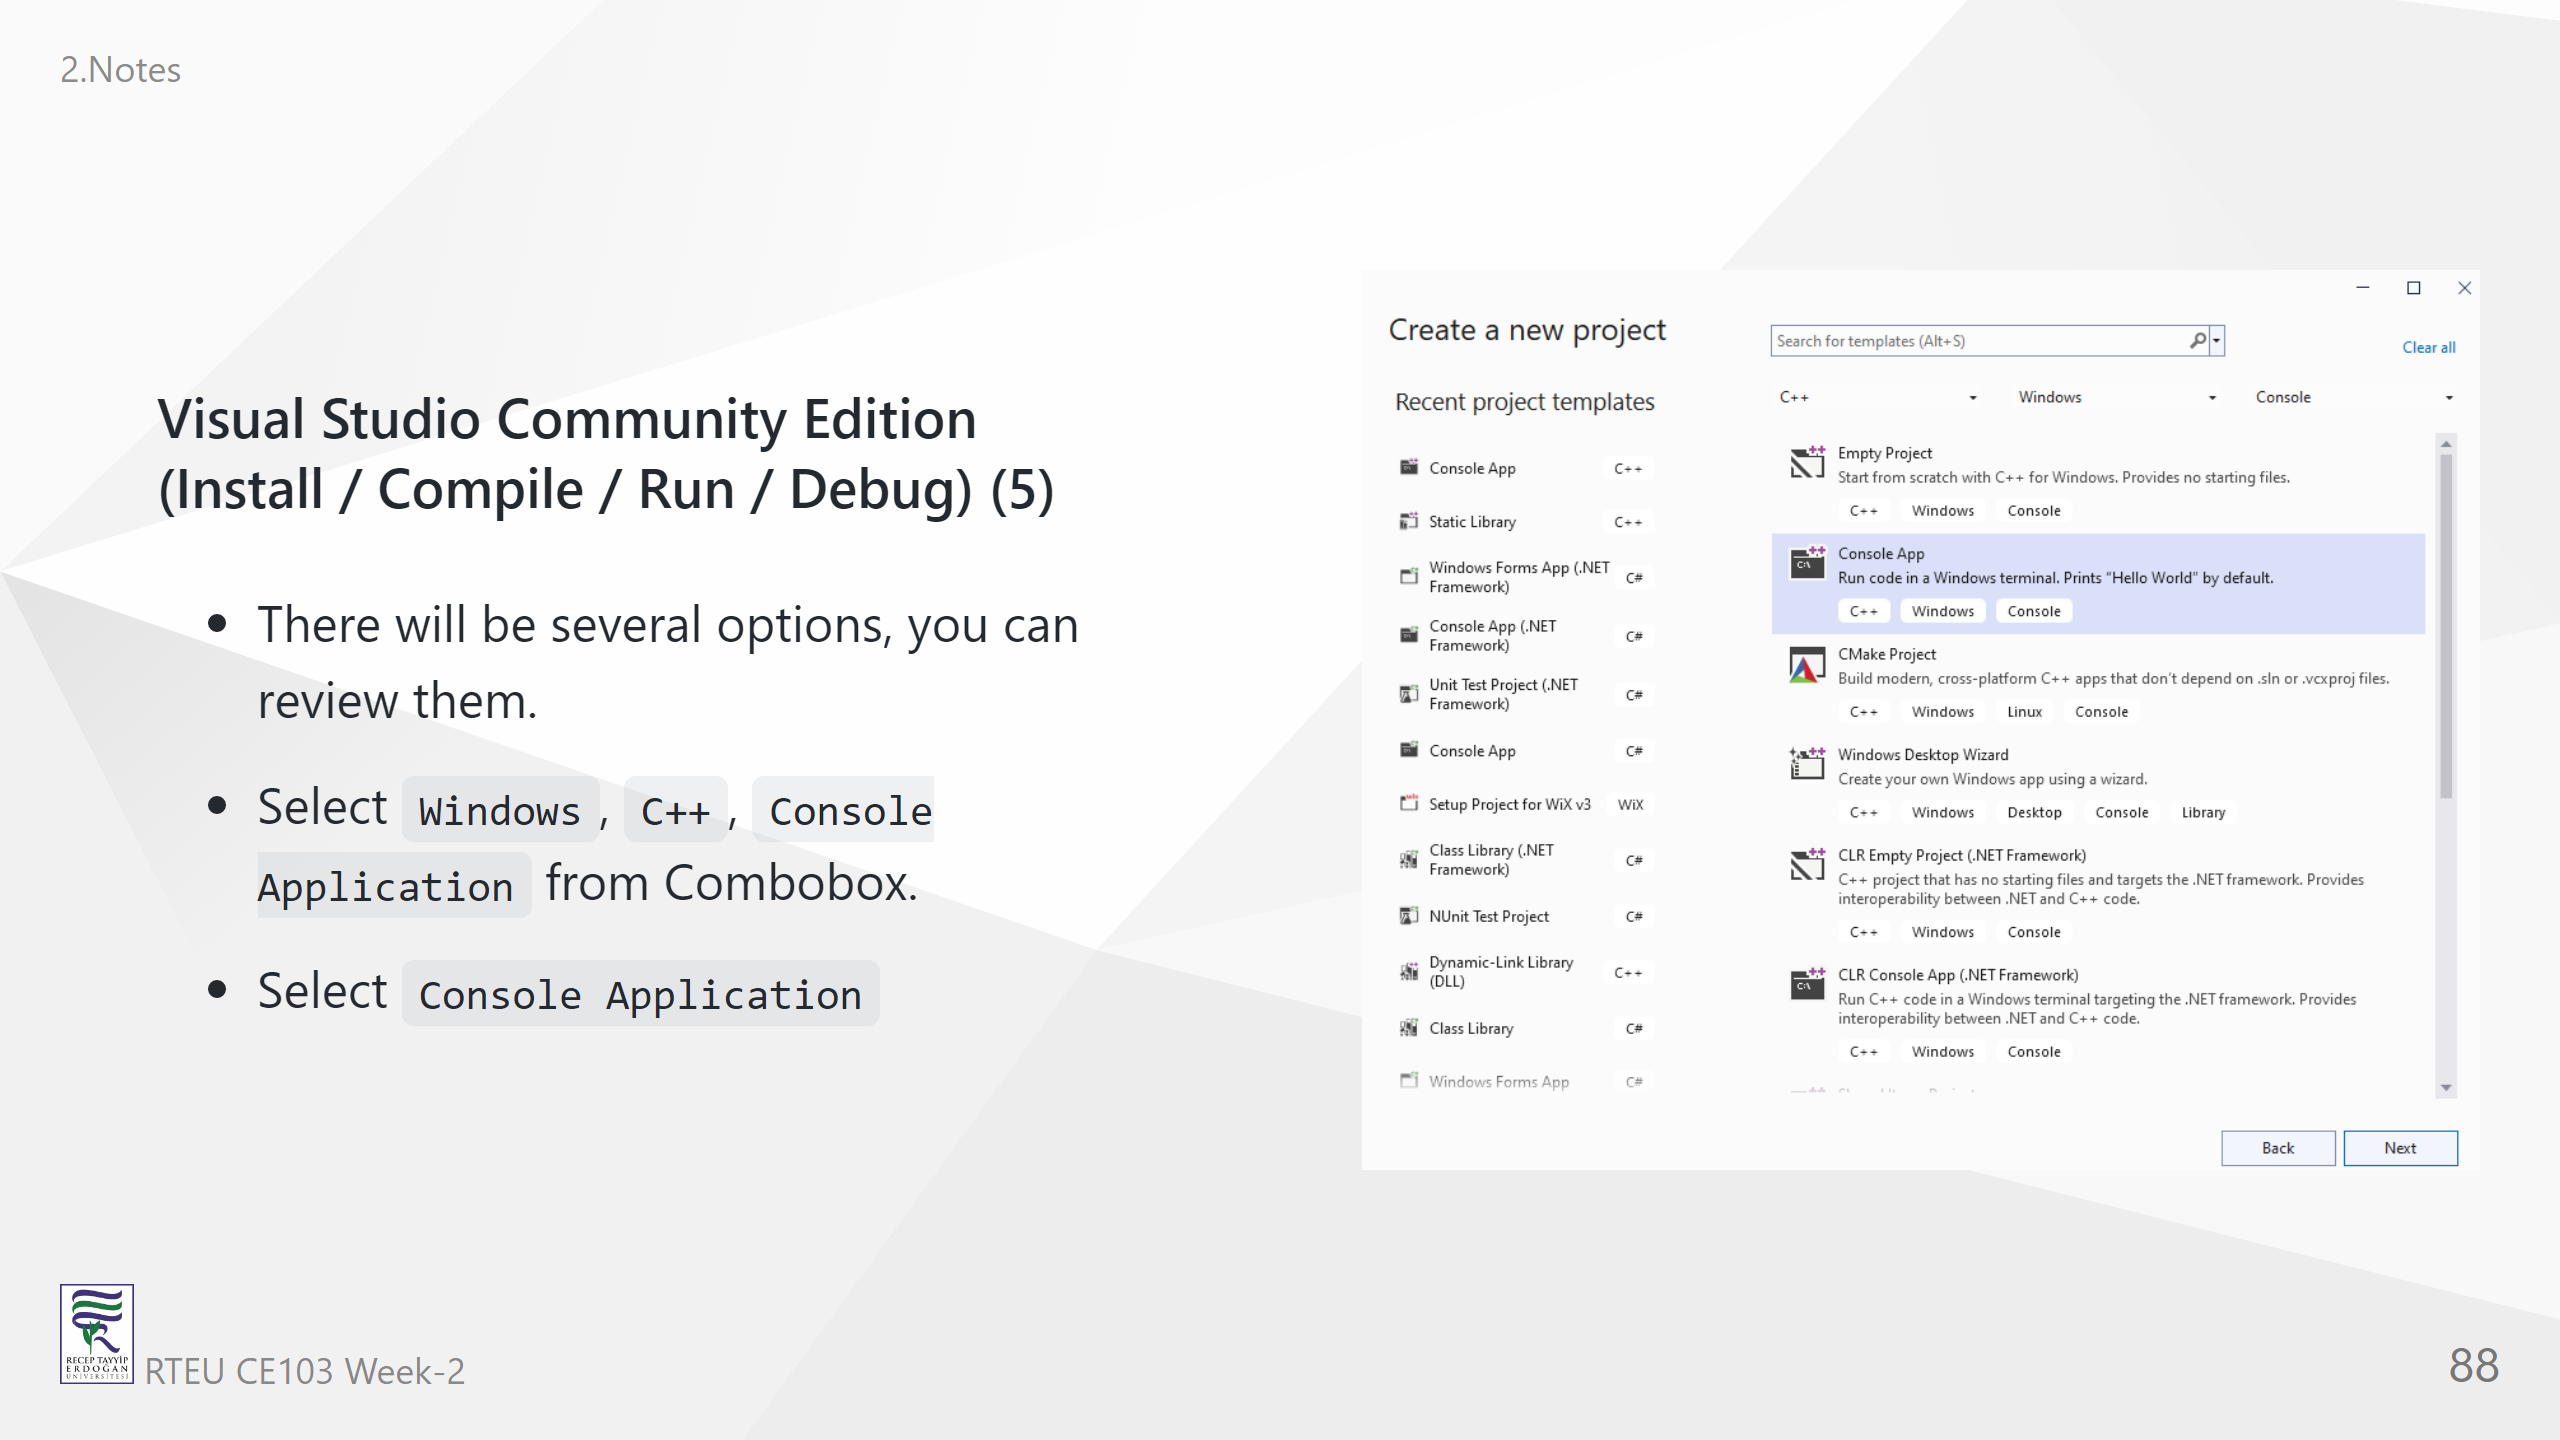 2.Notes
Visual Studio Community Edition
(Install / Compile / Run / Debug) (5)
• There will be several options, you can
review them.
• Select Windows, C++, Console
Application from Combobox.
• Select Console Application
Create a new project
Recent project templates
Console App C++
Static Library C++
Windows Forms App (.NET
Framework) C#
Console App (.NET
Framework) C#
Unit Test Project (.NET
Framework) C#
Console App C#
Setup Project for WiX v3 WiX
Class Library (.NET
Framework) C#
NUnit Test Project C#
Dynamic-Link Library
(DLL) C++
Class Library C#
Windows Forms App C#
Search for templates (Alt+S)
Clear all
C++ Windows Console
Empty Project
Start from scratch with C++ for Windows. Provides no starting files.
C++ Windows Console
Console App
Run code in a Windows terminal. Prints "Hello World" by default.
C++ Windows Console
CMake Project
Build modern, cross-platform C++ apps that don't depend on .sln or .vcxproj files.
C++ Windows Linux Console
Windows Desktop Wizard
Create your own Windows app using a wizard.
C++ Windows Desktop Console Library
CLR Empty Project (.NET Framework)
C++ project that has no starting files and targets the .NET framework. Provides
interoperability between .NET and C++ code.
C++ Windows Console
CLR Console App (.NET Framework)
Run C++ code in a Windows terminal targeting the .NET framework. Provides
interoperability between .NET and C++ code.
C++ Windows Console
Back Next
RECEP TAYYİP
ERDOĞAN
ÜNİVERSİTESİ
RTEU CE103 Week-2
88